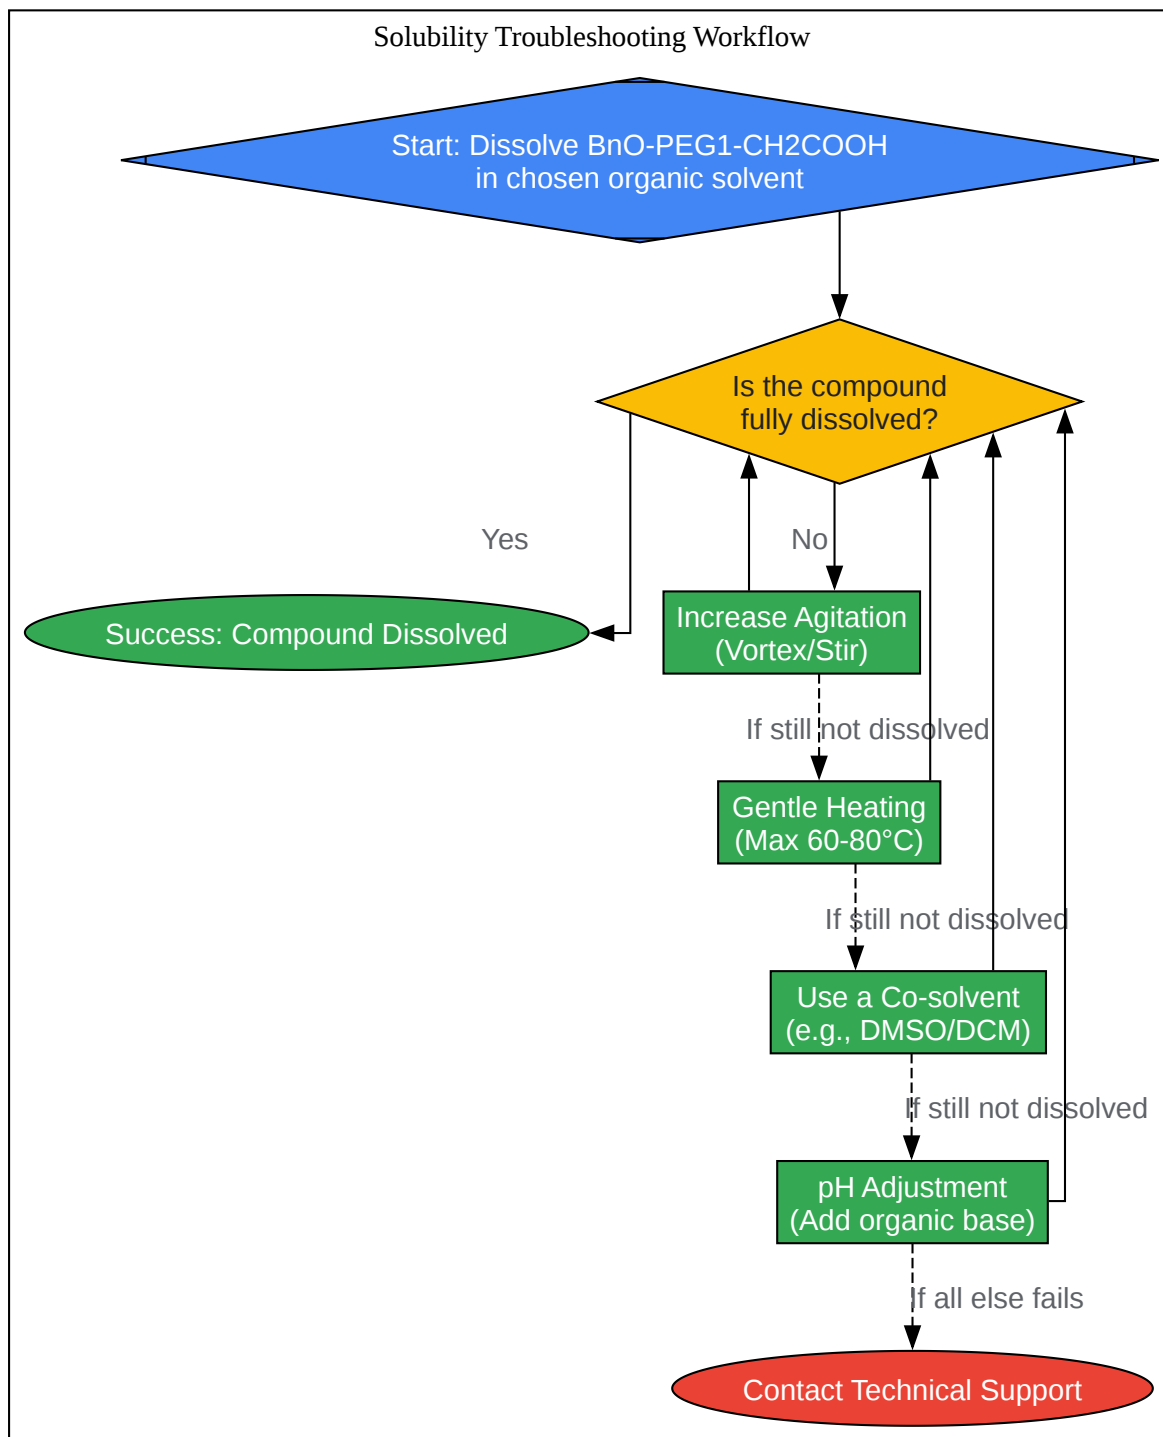 Solubility Troubleshooting Workflow
Start: Dissolve BnO-PEG1-CH2COOH
in chosen organic solvent
Is the compound
fully dissolved?
Yes
No
Success: Compound Dissolved
Increase Agitation
(Vortex/Stir)
If still not dissolved
Gentle Heating
(Max 60-80°C)
If still not dissolved
Use a Co-solvent
(e.g., DMSO/DCM)
If still not dissolved
pH Adjustment
(Add organic base)
If all else fails
Contact Technical Support